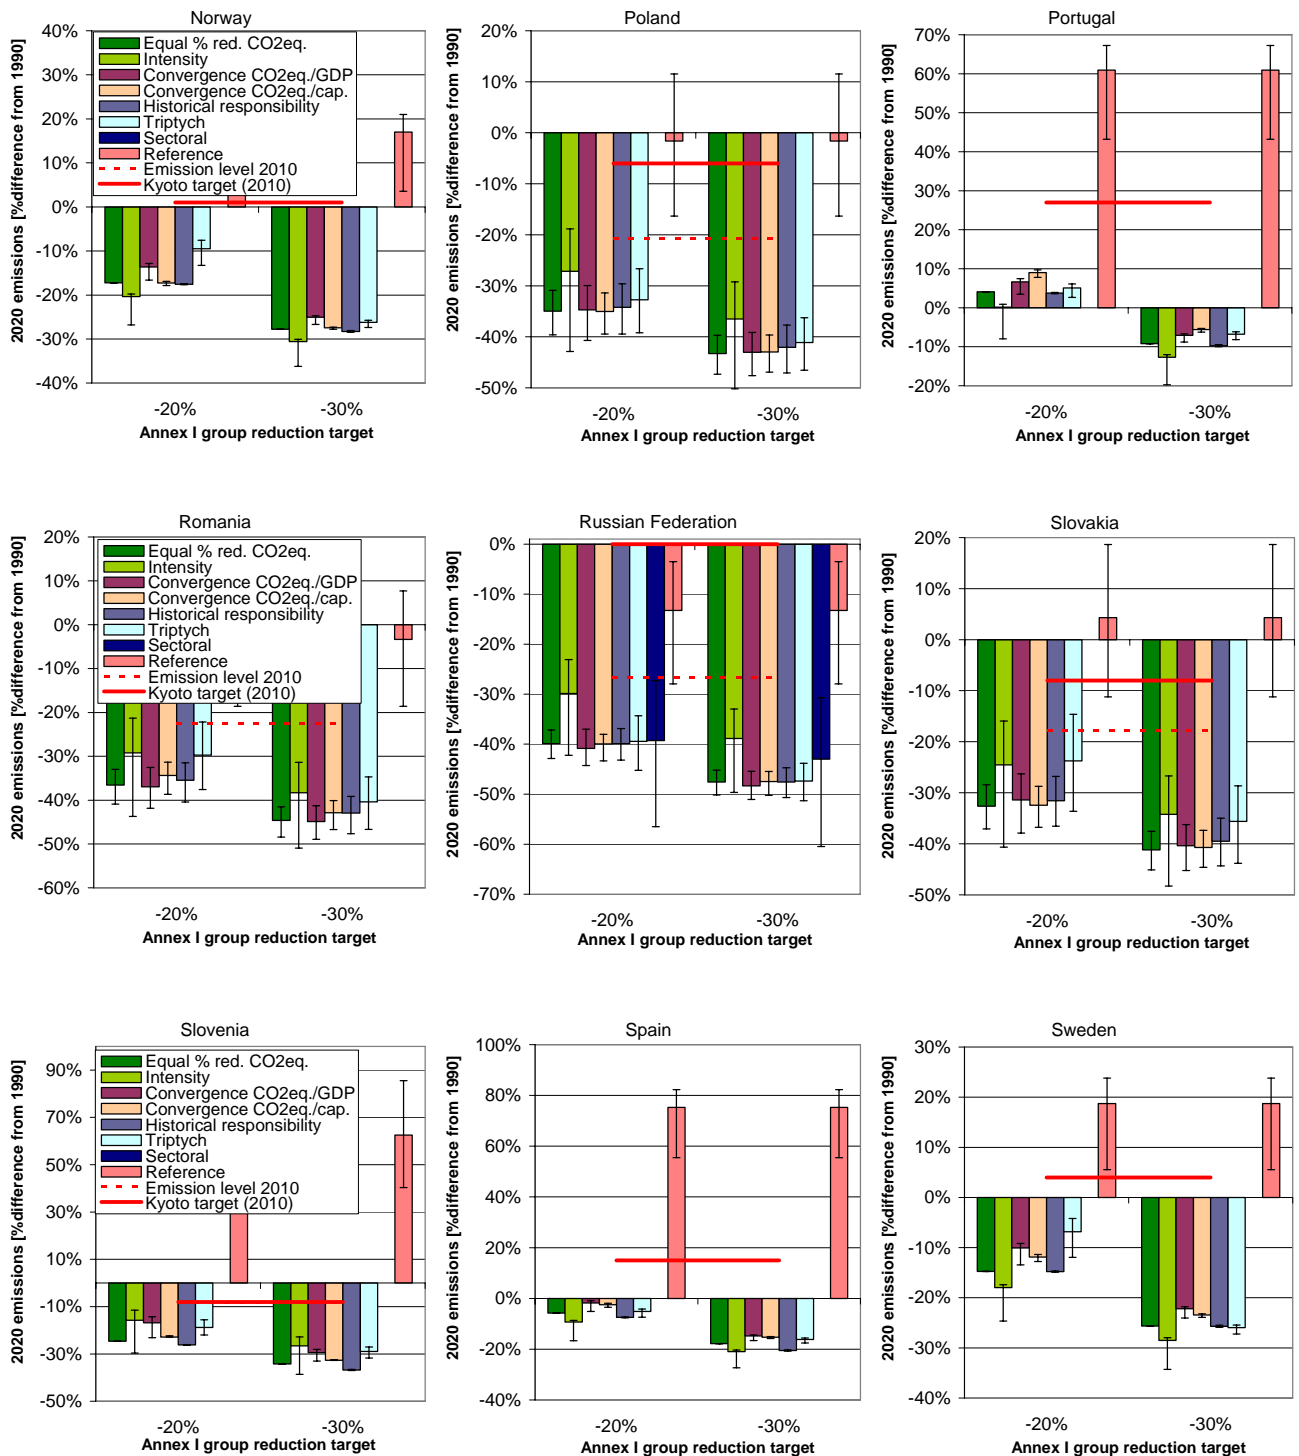 Norway
2020 emissions [%difference from 1990]
40%
30%
20%
10%
0%
-10%
-20%
-30%
-40%
Equal % red. CO2eq.
Intensity
Convergence CO2eq./GDP
Convergence CO2eq./cap.
Historical responsibility
Triptych
Sectoral
Reference
Emission level 2010
Kyoto target (2010)
-20%
-30%
Annex I group reduction target
Poland
2020 emissions [%difference from 1990]
20%
10%
0%
-10%
-20%
-30%
-40%
-50%
-20%
-30%
Annex I group reduction target
Portugal
2020 emissions [%difference from 1990]
70%
60%
50%
40%
30%
20%
10%
0%
-10%
-20%
-20%
-30%
Annex I group reduction target
Romania
2020 emissions [%difference from 1990]
20%
10%
0%
-10%
-20%
-30%
-40%
-50%
-60%
Equal % red. CO2eq.
Intensity
Convergence CO2eq./GDP
Convergence CO2eq./cap.
Historical responsibility
Triptych
Sectoral
Reference
Emission level 2010
Kyoto target (2010)
-20%
-30%
Annex I group reduction target
Russian Federation
2020 emissions [%difference from 1990]
0%
-10%
-20%
-30%
-40%
-50%
-60%
-70%
-20%
-30%
Annex I group reduction target
Slovakia
2020 emissions [%difference from 1990]
20%
10%
0%
-10%
-20%
-30%
-40%
-50%
-20%
-30%
Annex I group reduction target
Slovenia
2020 emissions [%difference from 1990]
90%
70%
50%
30%
10%
-10%
-30%
-50%
Equal % red. CO2eq.
Intensity
Convergence CO2eq./GDP
Convergence CO2eq./cap.
Historical responsibility
Triptych
Sectoral
Reference
Emission level 2010
Kyoto target (2010)
-20%
-30%
Annex I group reduction target
Spain
2020 emissions [%difference from 1990]
100%
80%
60%
40%
20%
0%
-20%
-40%
-20%
-30%
Annex I group reduction target
Sweden
2020 emissions [%difference from 1990]
30%
20%
10%
0%
-10%
-20%
-30%
-40%
-20%
-30%
Annex I group reduction target